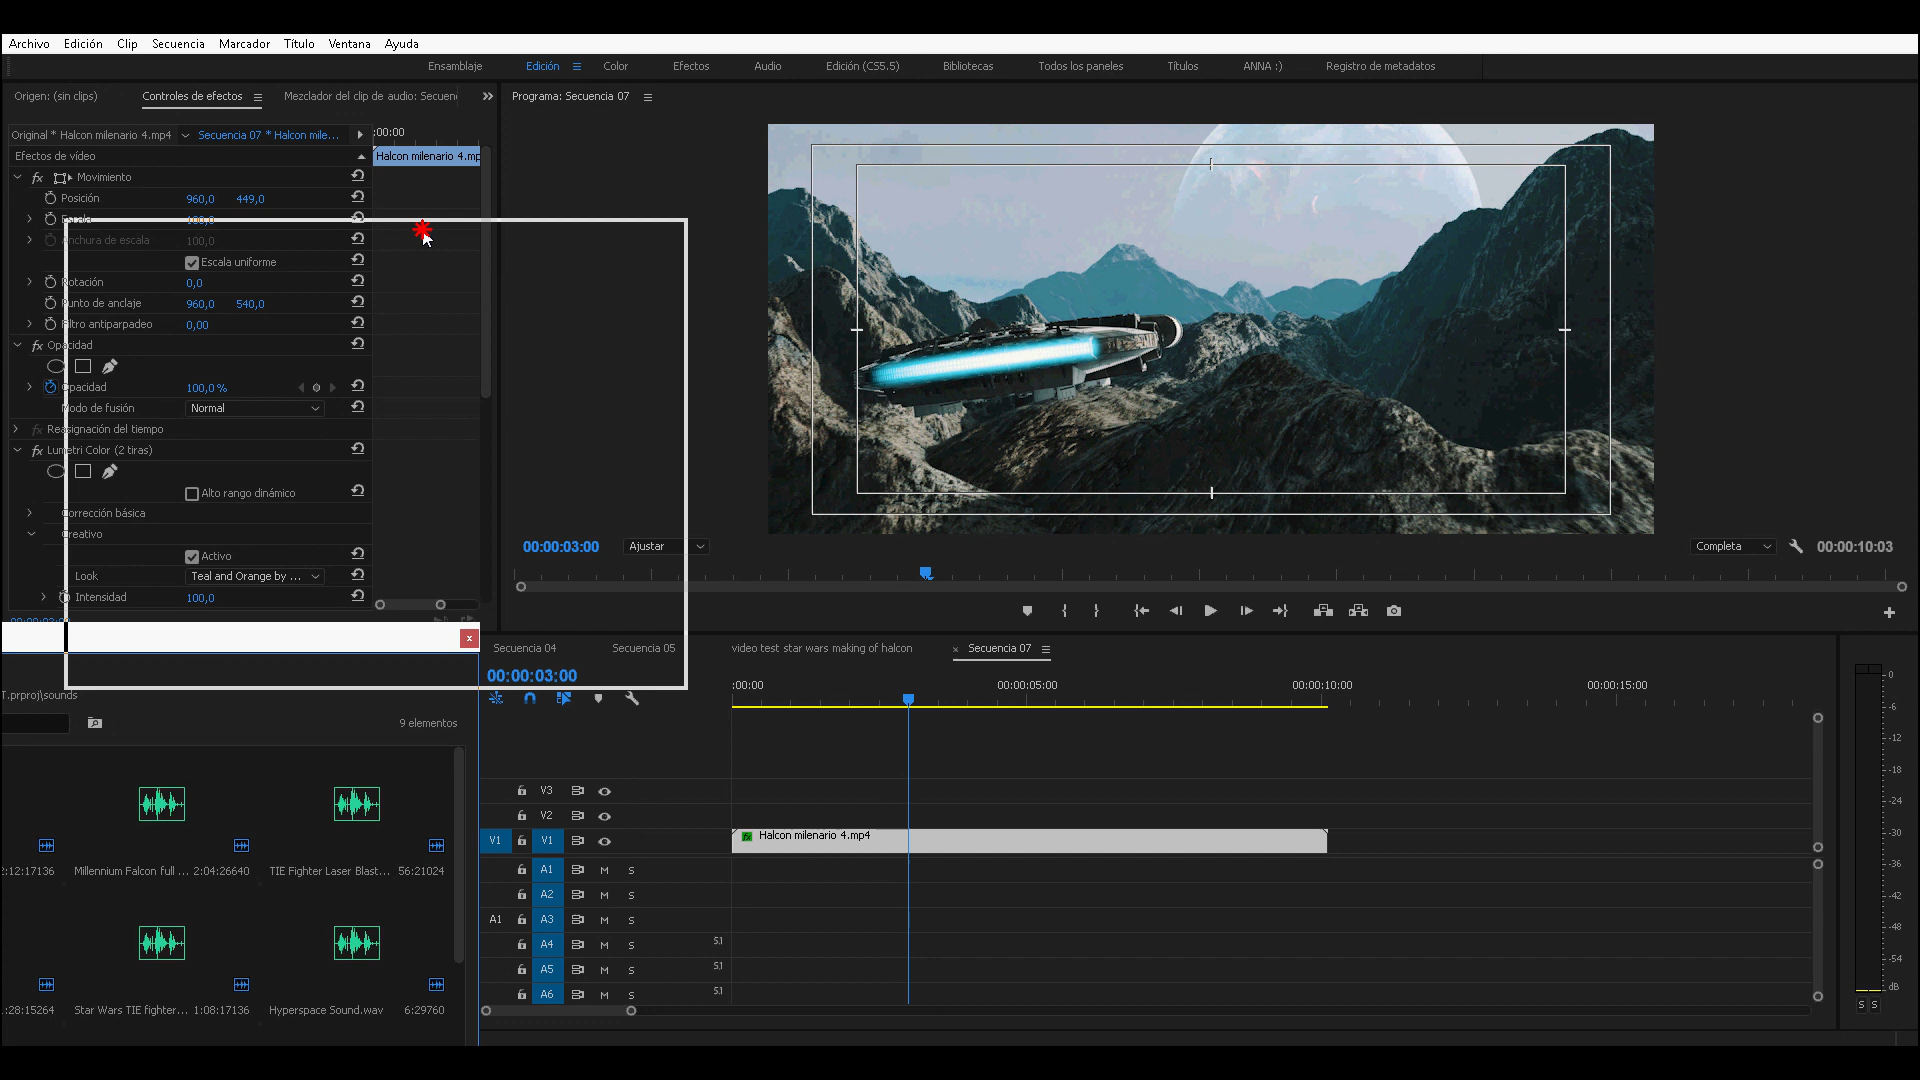 Archivo Edición Clip Secuencia Marcador Título Ventana Ayuda
Ensamblaje Edición Color Efectos Audio Edición (CS5.5) Bibliotecas Todos los paneles Títulos ANNA :) Registro de metadatos
Origen: (sin clips) Controles de efectos Mezclador del clip de audio: Secuen
Programa: Secuencia 07
Original * Halcon milenario 4.mp4 Secuencia 07 * Halcon mile... :00:00
Efectos de vídeo Halcon milenario 4.mp
fx Movimiento
Posición 960,0 449,0
Escala 100,0
Anchura de escala 100,0
Escala uniforme
Rotación 0,0
Punto de anclaje 960,0 540,0
Filtro antiparpadeo 0,00
fx Opacidad
Opacidad 100,0 %
Modo de fusión Normal
fx Reasignación del tiempo
fx Lumetri Color (2 tiras)
Alto rango dinámico
Corrección básica
Creativo
Activo
Look Teal and Orange by ...
Intensidad 100,0
00:00:03:00 Ajustar Completa 00:00:10:03
x
T.prproj\sounds
9 elementos
2:12:17136 Millennium Falcon full ... 2:04:26640 TIE Fighter Laser Blast... 56:21024
:28:15264 Star Wars TIE fighter... 1:08:17136 Hyperspace Sound.wav 6:29760
Secuencia 04 Secuencia 05 video test star wars making of halcon × Secuencia 07
00:00:03:00
:00:00 00:00:05:00 00:00:10:00 00:00:15:00
V3
V2
V1 V1 fx Halcon milenario 4.mp4
A1 M S
A2 M S
A1 A3 M S
A4 M S 5.1
A5 M S 5.1
A6 M S 5.1
0
-6
-12
-18
-24
-30
-36
-42
-48
-54
dB
S S